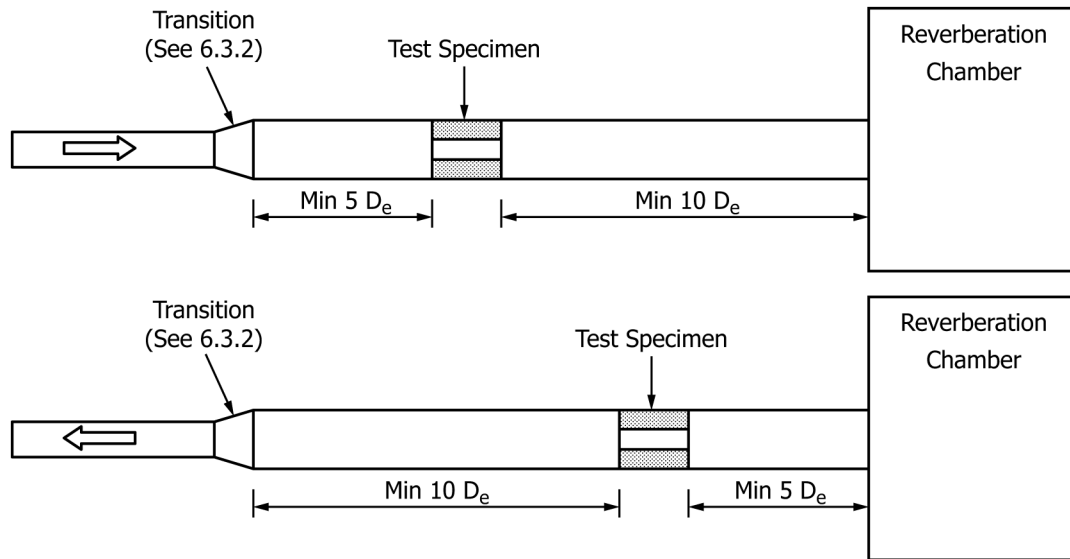 Transition
(See 6.3.2)
Test Specimen
Reverberation
Chamber
Min 5 De
Min 10 De
Transition
(See 6.3.2)
Test Specimen
Reverberation
Chamber
Min 10 De
Min 5 De